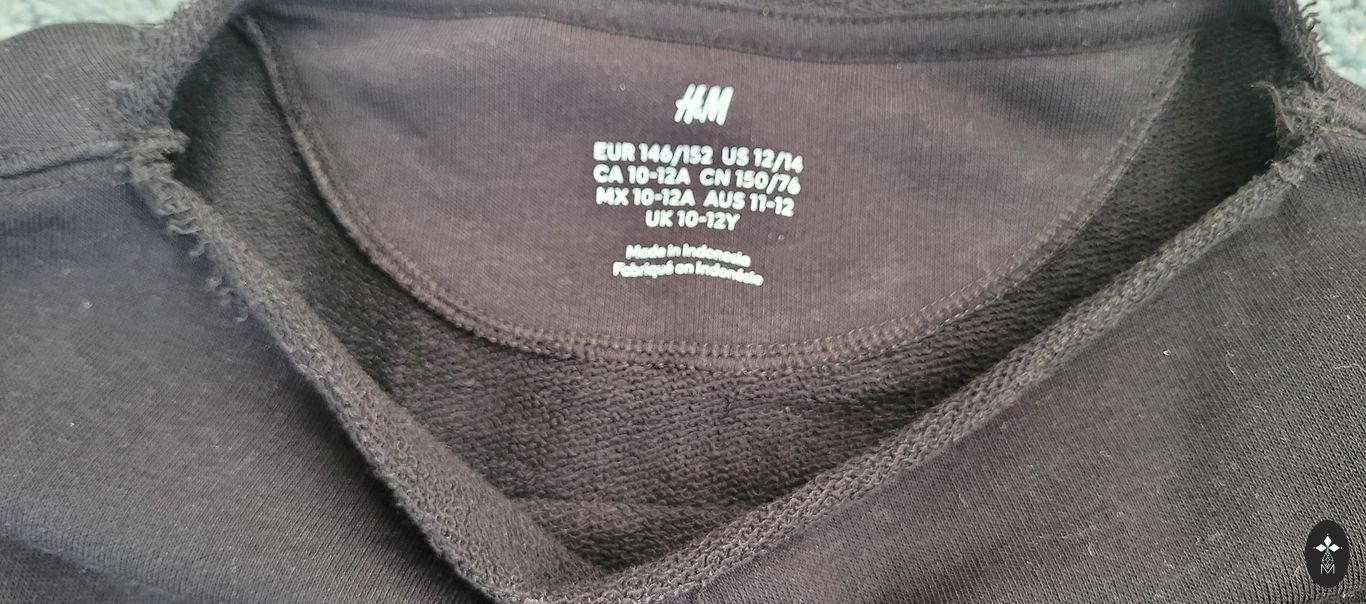 H&M
EUR 146/152 US 12/14
CA 10-12A CN 150/76
MX 10-12A AUS 11-12
UK 10-12Y
Made in Indonesia
Fabriqué en Indonésie
M